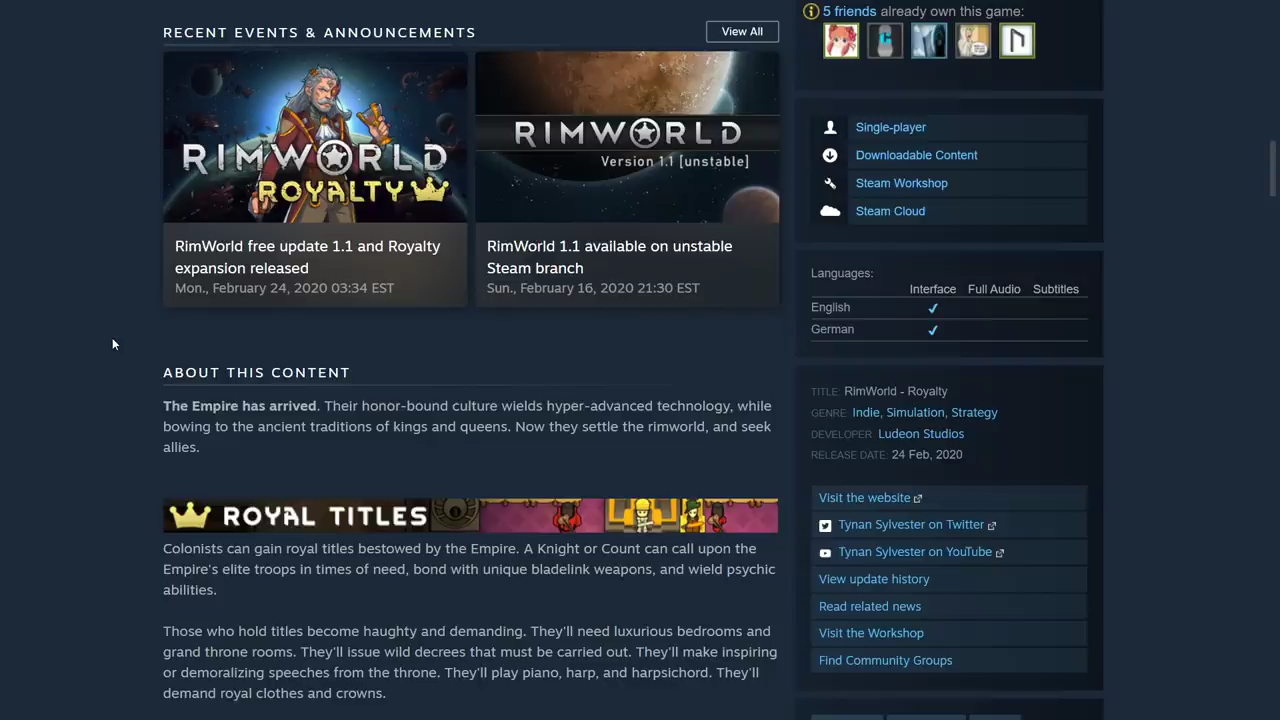 RECENT EVENTS & ANNOUNCEMENTS
View All
RIMWORLD
ROYALTY
RimWorld free update 1.1 and Royalty
expansion released
Mon., February 24, 2020 03:34 EST
RIMWORLD
Version 1.1 [unstable]
RimWorld 1.1 available on unstable
Steam branch
Sun., February 16, 2020 21:30 EST
ABOUT THIS CONTENT
The Empire has arrived. Their honor-bound culture wields hyper-advanced technology, while
bowing to the ancient traditions of kings and queens. Now they settle the rimworld, and seek
allies.
ROYAL TITLES
Colonists can gain royal titles bestowed by the Empire. A Knight or Count can call upon the
Empire's elite troops in times of need, bond with unique bladelink weapons, and wield psychic
abilities.
Those who hold titles become haughty and demanding. They'll need luxurious bedrooms and
grand throne rooms. They'll issue wild decrees that must be carried out. They'll make inspiring
or demoralizing speeches from the throne. They'll play piano, harp, and harpsichord. They'll
demand royal clothes and crowns.
5 friends already own this game:
Single-player
Downloadable Content
Steam Workshop
Steam Cloud
Languages:
Interface Full Audio Subtitles
English ✔
German ✔
TITLE: RimWorld - Royalty
GENRE: Indie, Simulation, Strategy
DEVELOPER: Ludeon Studios
RELEASE DATE: 24 Feb, 2020
Visit the website
Tynan Sylvester on Twitter
Tynan Sylvester on YouTube
View update history
Read related news
Visit the Workshop
Find Community Groups